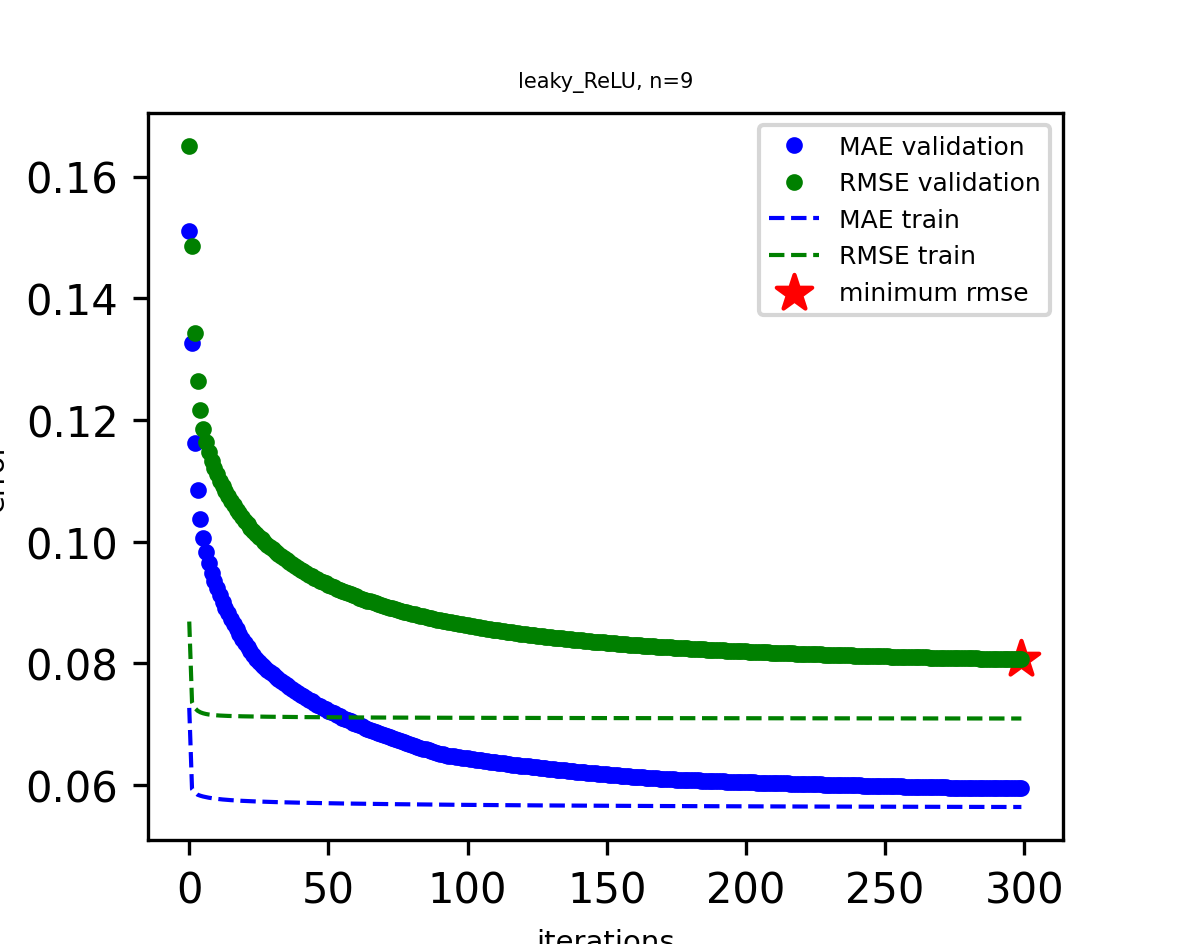 leaky_ReLU, n=9
MAE validation
RMSE validation
MAE train
RMSE train
minimum rmse
0.16
0.14
0.12
0.10
0.08
0.06
0 50 100 150 200 250 300
iterations